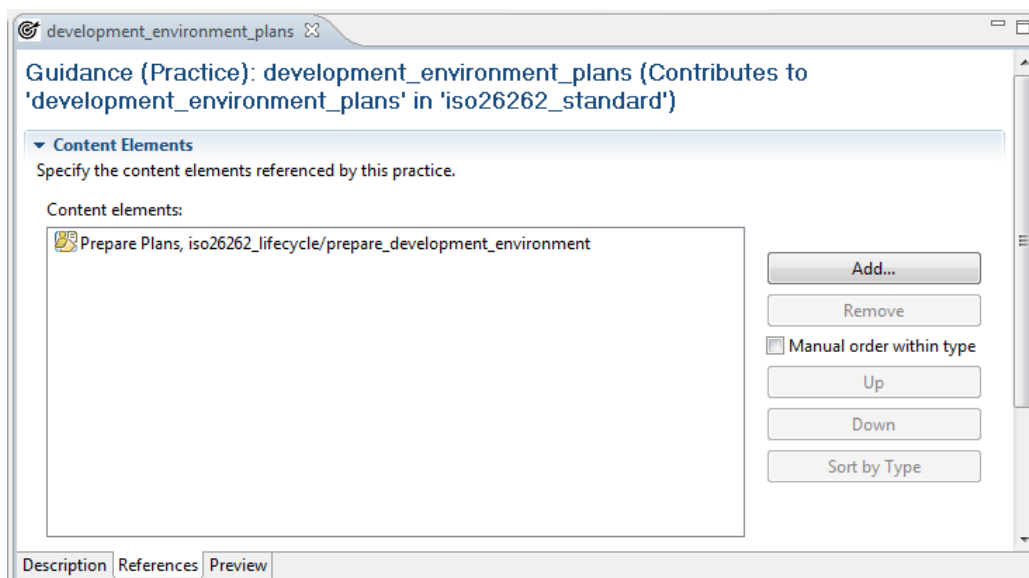 development_environment_plans
Guidance (Practice): development_environment_plans (Contributes to
'development_environment_plans' in 'iso26262_standard')
Content Elements
Specify the content elements referenced by this practice.
Content elements:
Prepare Plans, iso26262_lifecycle/prepare_development_environment
Add...
Remove
Manual order within type
Up
Down
Sort by Type
Description References Preview